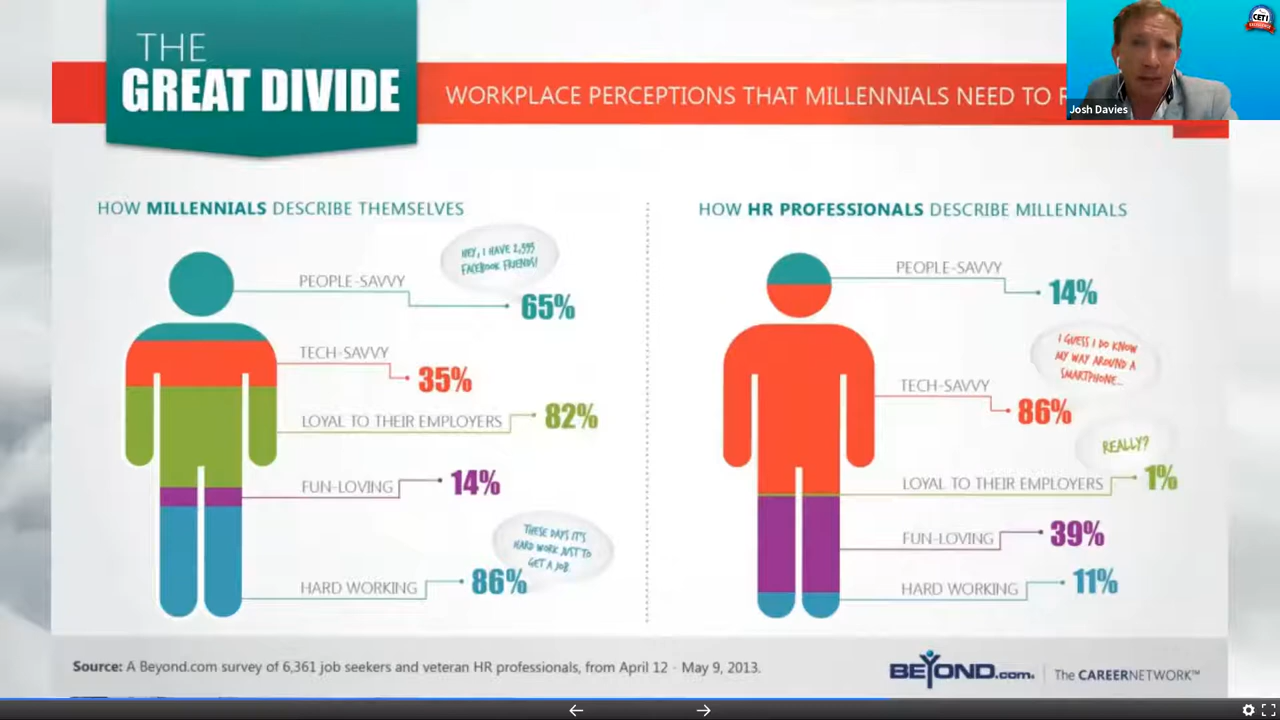 THE
GREAT DIVIDE
WORKPLACE PERCEPTIONS THAT MILLENNIALS NEED TO
Josh Davies
CETI
HOW MILLENNIALS DESCRIBE THEMSELVES
HEY, I HAVE 2,995
FACEBOOK FRIENDS!
PEOPLE-SAVVY
65%
TECH-SAVVY
35%
LOYAL TO THEIR EMPLOYERS
82%
FUN-LOVING
14%
THESE DAYS IT'S
HARD WORK JUST TO
GET A JOB
HARD WORKING
86%
HOW HR PROFESSIONALS DESCRIBE MILLENNIALS
PEOPLE-SAVVY
14%
I GUESS I DO KNOW
MY WAY AROUND A
SMARTPHONE...
TECH-SAVVY
86%
REALLY?
LOYAL TO THEIR EMPLOYERS
1%
FUN-LOVING
39%
HARD WORKING
11%
Source: A Beyond.com survey of 6,361 job seekers and veteran HR professionals, from April 12 - May 9, 2013.
BEYOND.com.
The CAREERNETWORK™